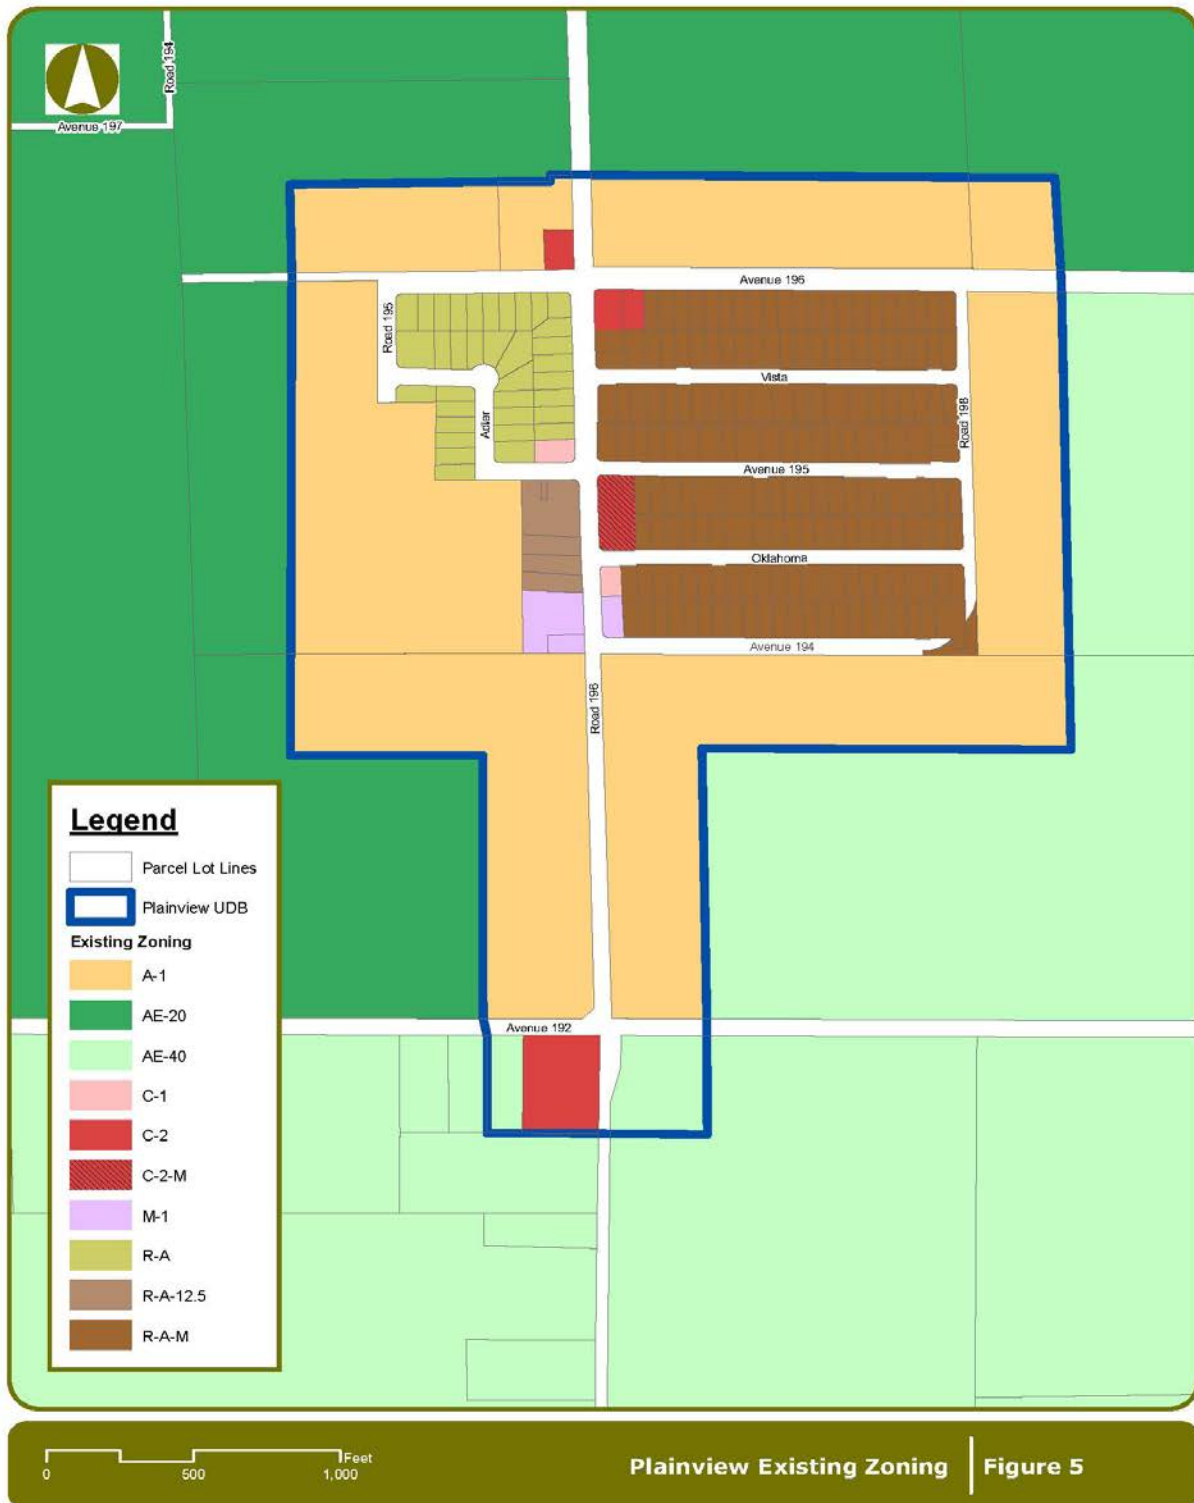 Road 194
Avenue 197
Avenue 196
Road 195
Vista
Adler
Road 198
Avenue 195
Oklahoma
Avenue 194
Road 196
Avenue 192
Legend
Parcel Lot Lines
Plainview UDB
Existing Zoning
A-1
AE-20
AE-40
C-1
C-2
C-2-M
M-1
R-A
R-A-12.5
R-A-M
Feet
0 500 1,000
Plainview Existing Zoning Figure 5